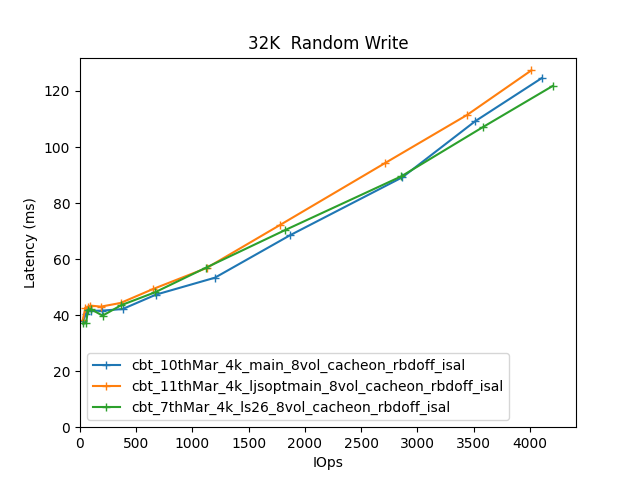 32K  Random Write
Latency (ms)
120
100
80
60
40
20
0
cbt_10thMar_4k_main_8vol_cacheon_rbdoff_isal
cbt_11thMar_4k_ljsoptmain_8vol_cacheon_rbdoff_isal
cbt_7thMar_4k_ls26_8vol_cacheon_rbdoff_isal
0 500 1000 1500 2000 2500 3000 3500 4000
IOps